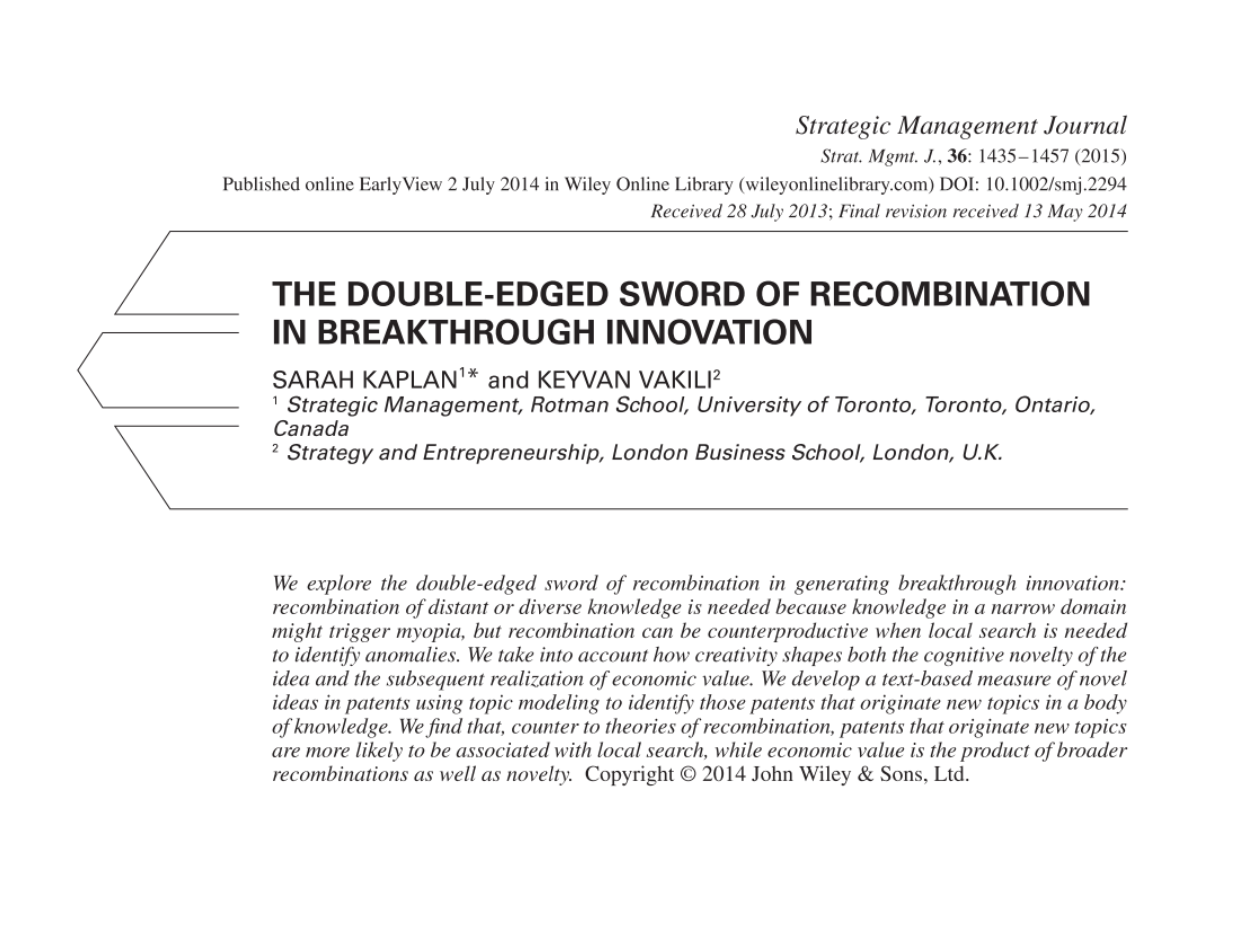 Strategic Management Journal
Strat. Mgmt. J., 36: 1435–1457 (2015)
Published online EarlyView 2 July 2014 in Wiley Online Library (wileyonlinelibrary.com) DOI: 10.1002/smj.2294
Received 28 July 2013; Final revision received 13 May 2014
THE DOUBLE-EDGED SWORD OF RECOMBINATION
IN BREAKTHROUGH INNOVATION
SARAH KAPLAN1* and KEYVAN VAKILI2
1 Strategic Management, Rotman School, University of Toronto, Toronto, Ontario,
Canada
2 Strategy and Entrepreneurship, London Business School, London, U.K.
We explore the double-edged sword of recombination in generating breakthrough innovation:
recombination of distant or diverse knowledge is needed because knowledge in a narrow domain
might trigger myopia, but recombination can be counterproductive when local search is needed
to identify anomalies. We take into account how creativity shapes both the cognitive novelty of the
idea and the subsequent realization of economic value. We develop a text-based measure of novel
ideas in patents using topic modeling to identify those patents that originate new topics in a body
of knowledge. We find that, counter to theories of recombination, patents that originate new topics
are more likely to be associated with local search, while economic value is the product of broader
recombinations as well as novelty. Copyright © 2014 John Wiley & Sons, Ltd.